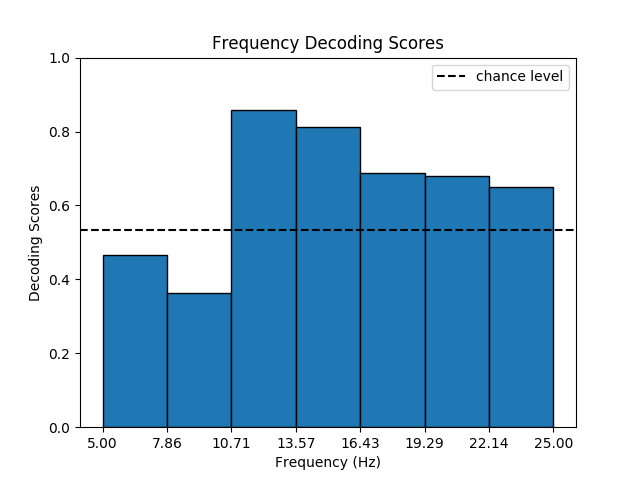 Frequency Decoding Scores
1.0
chance level
0.8
0.6
0.4
0.2
0.0
Decoding Scores
5.00 7.86 10.71 13.57 16.43 19.29 22.14 25.00
Frequency (Hz)